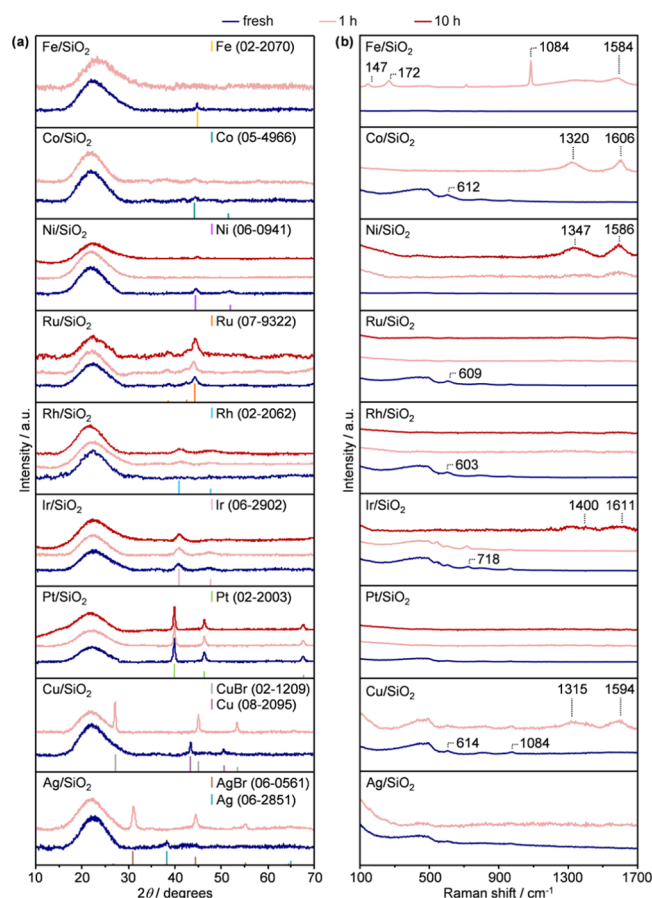 fresh 1 h 10 h
(a) (b)
Fe/SiO₂ Fe (02-2070)
Co/SiO₂ Co (05-4966)
Ni/SiO₂ Ni (06-0941)
Ru/SiO₂ Ru (07-9322)
Rh/SiO₂ Rh (02-2062)
Ir/SiO₂ Ir (06-2902)
Pt/SiO₂ Pt (02-2003)
Cu/SiO₂ CuBr (02-1209)
Cu (08-2095)
Ag/SiO₂ AgBr (06-0561)
Ag (06-2851)
Intensity / a.u.
10 20 30 40 50 60 70
2θ / degrees
Fe/SiO₂ 1084 1584
147 172
Co/SiO₂ 1320 1606
612
Ni/SiO₂ 1347 1586
Ru/SiO₂
609
Rh/SiO₂
603
Ir/SiO₂ 1400 1611
718
Pt/SiO₂
Cu/SiO₂ 1315 1594
614 1084
Ag/SiO₂
Intensity / a.u.
100 500 900 1300 1700
Raman shift / cm⁻¹